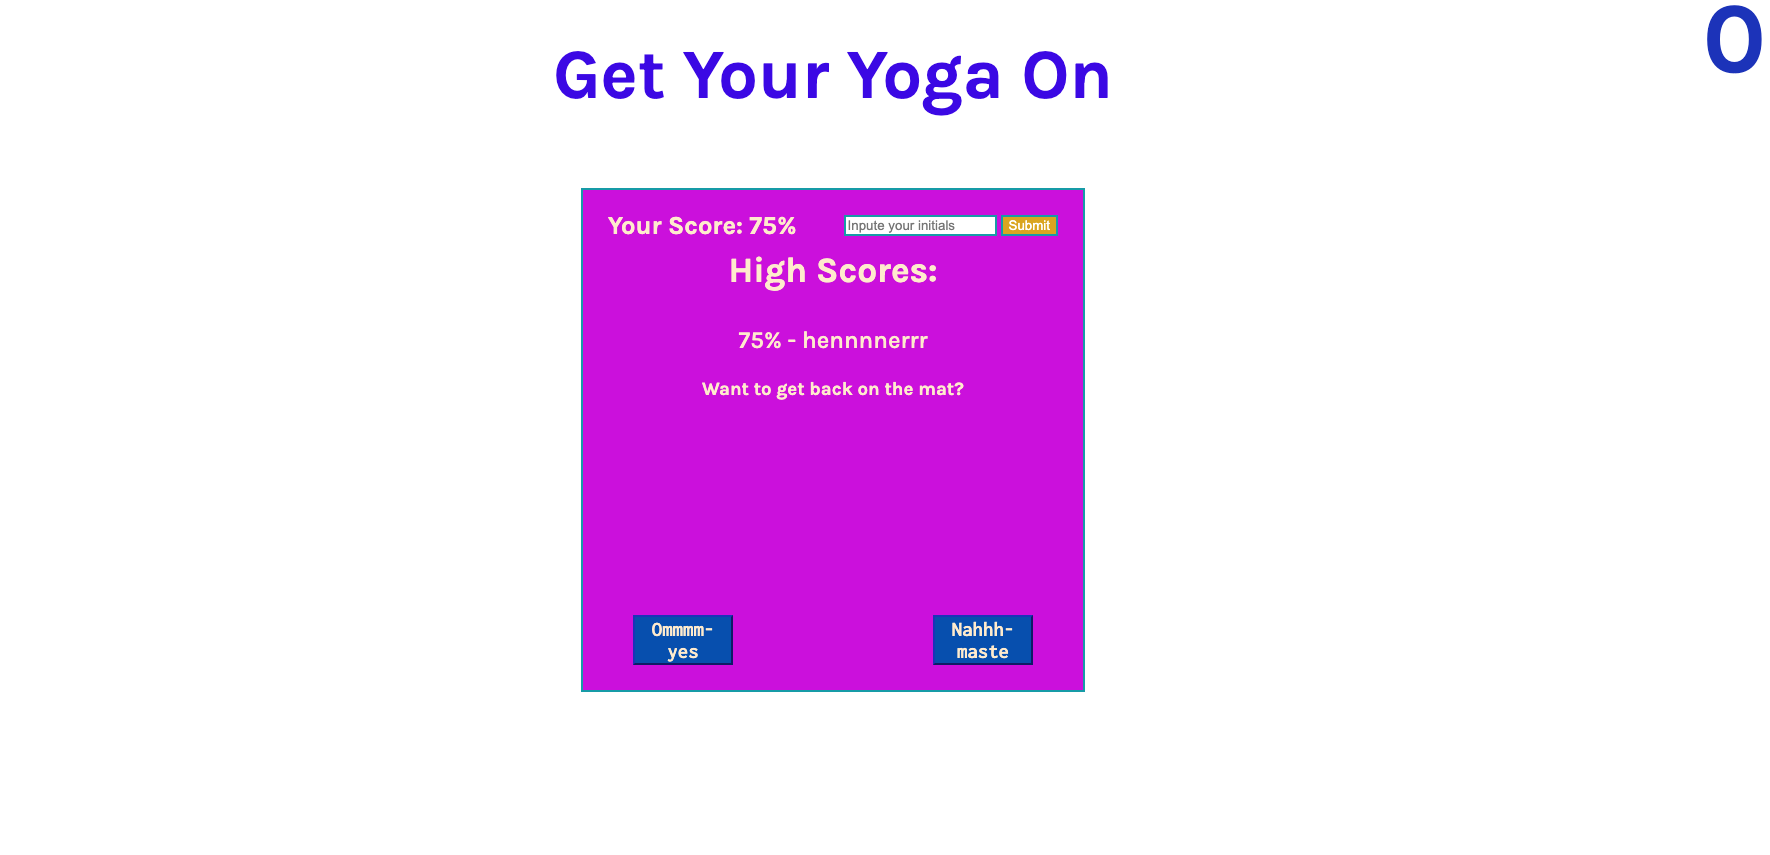 Get Your Yoga On
0
Your Score: 75%
Inpute your initials
Submit
High Scores:
75% - hennnnerrr
Want to get back on the mat?
Ommmm-
yes
Nahhh-
maste